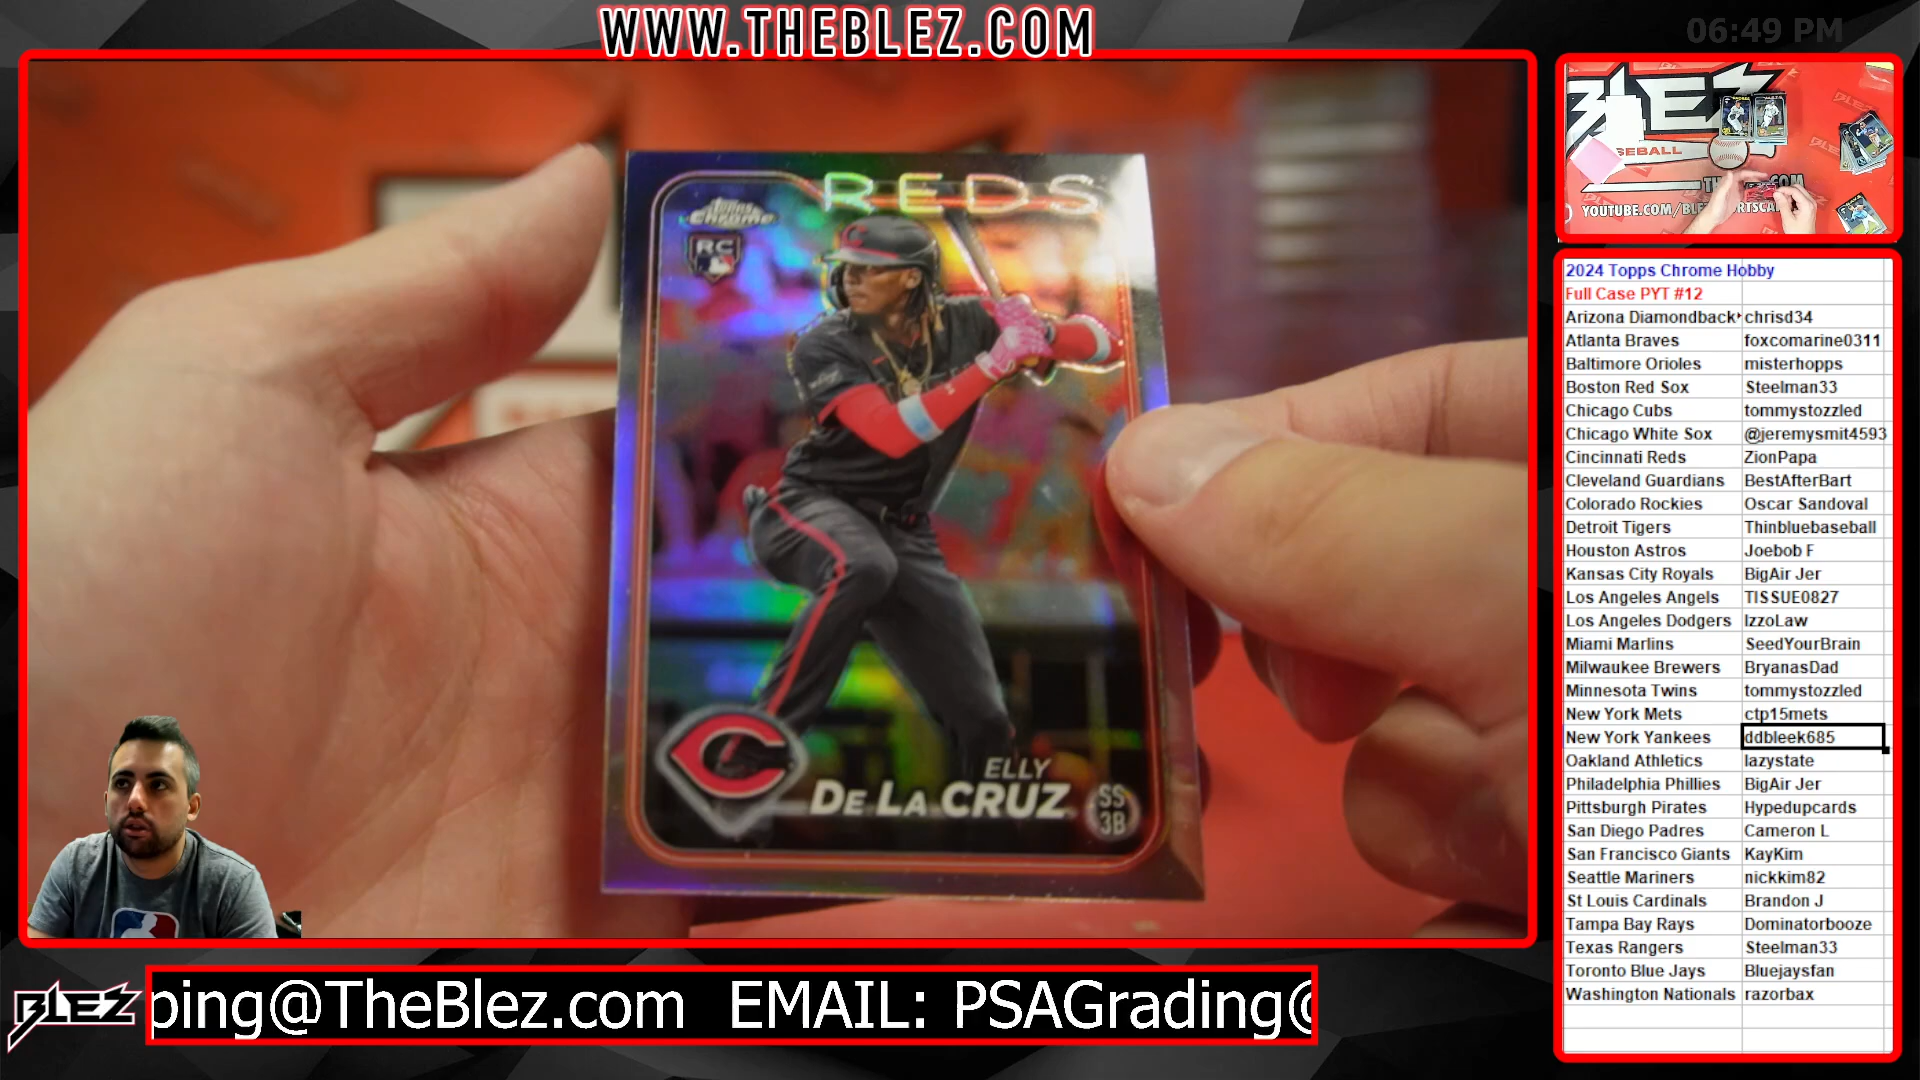 WWW.THEBLEZ.COM
06:49 PM
REDS
Topps
Chrome
RC
C
ELLY
DE LA CRUZ
SS
3B
BLEZ
SEBALL
YOUTUBE.COM/
2024 Topps Chrome Hobby
Full Case PYT #12
Arizona Diamondback chrisd34
Atlanta Braves foxcomarine0311
Baltimore Orioles misterhopps
Boston Red Sox Steelman33
Chicago Cubs tommystozzled
Chicago White Sox @jeremysmit4593
Cincinnati Reds ZionPapa
Cleveland Guardians BestAfterBart
Colorado Rockies Oscar Sandoval
Detroit Tigers Thinbluebaseball
Houston Astros Joebob F
Kansas City Royals BigAir Jer
Los Angeles Angels TISSUE0827
Los Angeles Dodgers IzzoLaw
Miami Marlins SeedYourBrain
Milwaukee Brewers BryanasDad
Minnesota Twins tommystozzled
New York Mets ctp15mets
New York Yankees ddbleek685
Oakland Athletics lazystate
Philadelphia Phillies BigAir Jer
Pittsburgh Pirates Hypedupcards
San Diego Padres Cameron L
San Francisco Giants KayKim
Seattle Mariners nickkim82
St Louis Cardinals Brandon J
Tampa Bay Rays Dominatorbooze
Texas Rangers Steelman33
Toronto Blue Jays Bluejaysfan
Washington Nationals razorbax
BLEZ
ping@TheBlez.com EMAIL: PSAGrading@